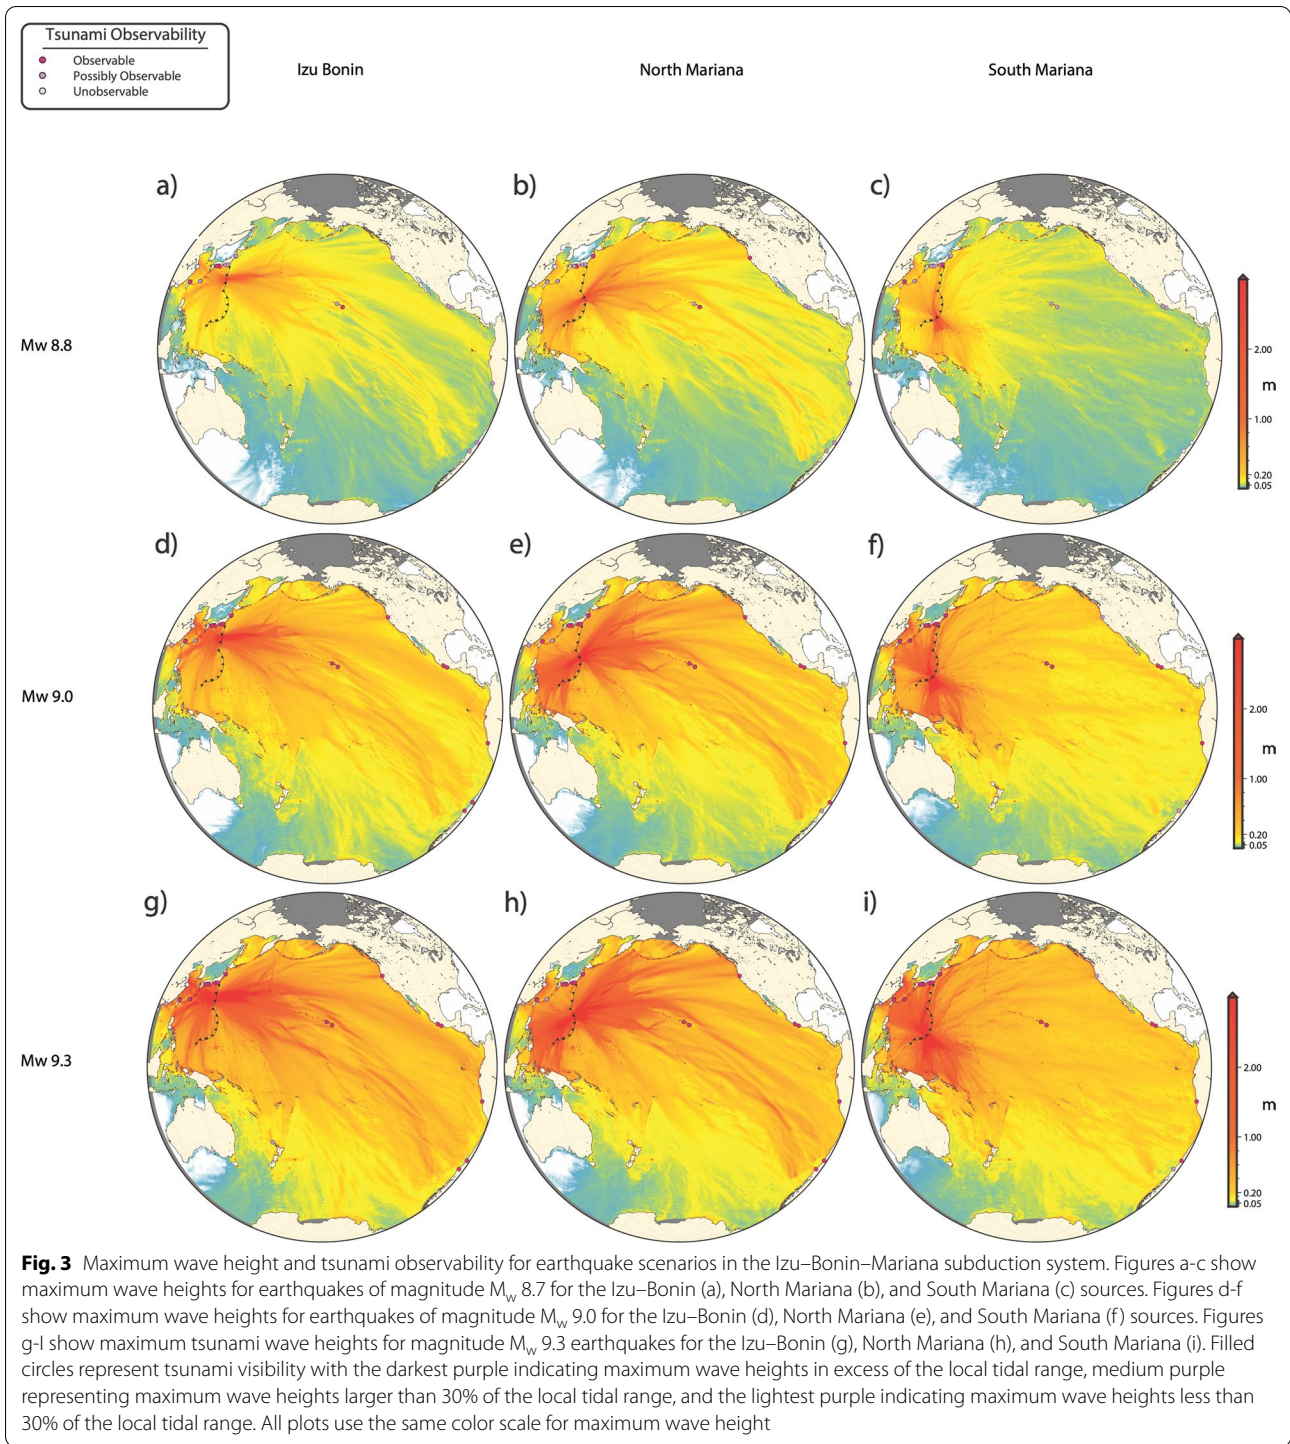 Tsunami Observability
Observable
Possibly Observable
Unobservable
Izu Bonin
North Mariana
South Mariana
a)
b)
c)
Mw 8.8
2.00
m
1.00
0.20
0.05
d)
e)
f)
Mw 9.0
2.00
m
1.00
0.20
0.05
g)
h)
i)
Mw 9.3
2.00
m
1.00
0.20
0.05
Fig. 3 Maximum wave height and tsunami observability for earthquake scenarios in the Izu–Bonin–Mariana subduction system. Figures a-c show
maximum wave heights for earthquakes of magnitude Mw 8.7 for the Izu–Bonin (a), North Mariana (b), and South Mariana (c) sources. Figures d-f
show maximum wave heights for earthquakes of magnitude Mw 9.0 for the Izu–Bonin (d), North Mariana (e), and South Mariana (f) sources. Figures
g-I show maximum tsunami wave heights for magnitude Mw 9.3 earthquakes for the Izu–Bonin (g), North Mariana (h), and South Mariana (i). Filled
circles represent tsunami visibility with the darkest purple indicating maximum wave heights in excess of the local tidal range, medium purple
representing maximum wave heights larger than 30% of the local tidal range, and the lightest purple indicating maximum wave heights less than
30% of the local tidal range. All plots use the same color scale for maximum wave height